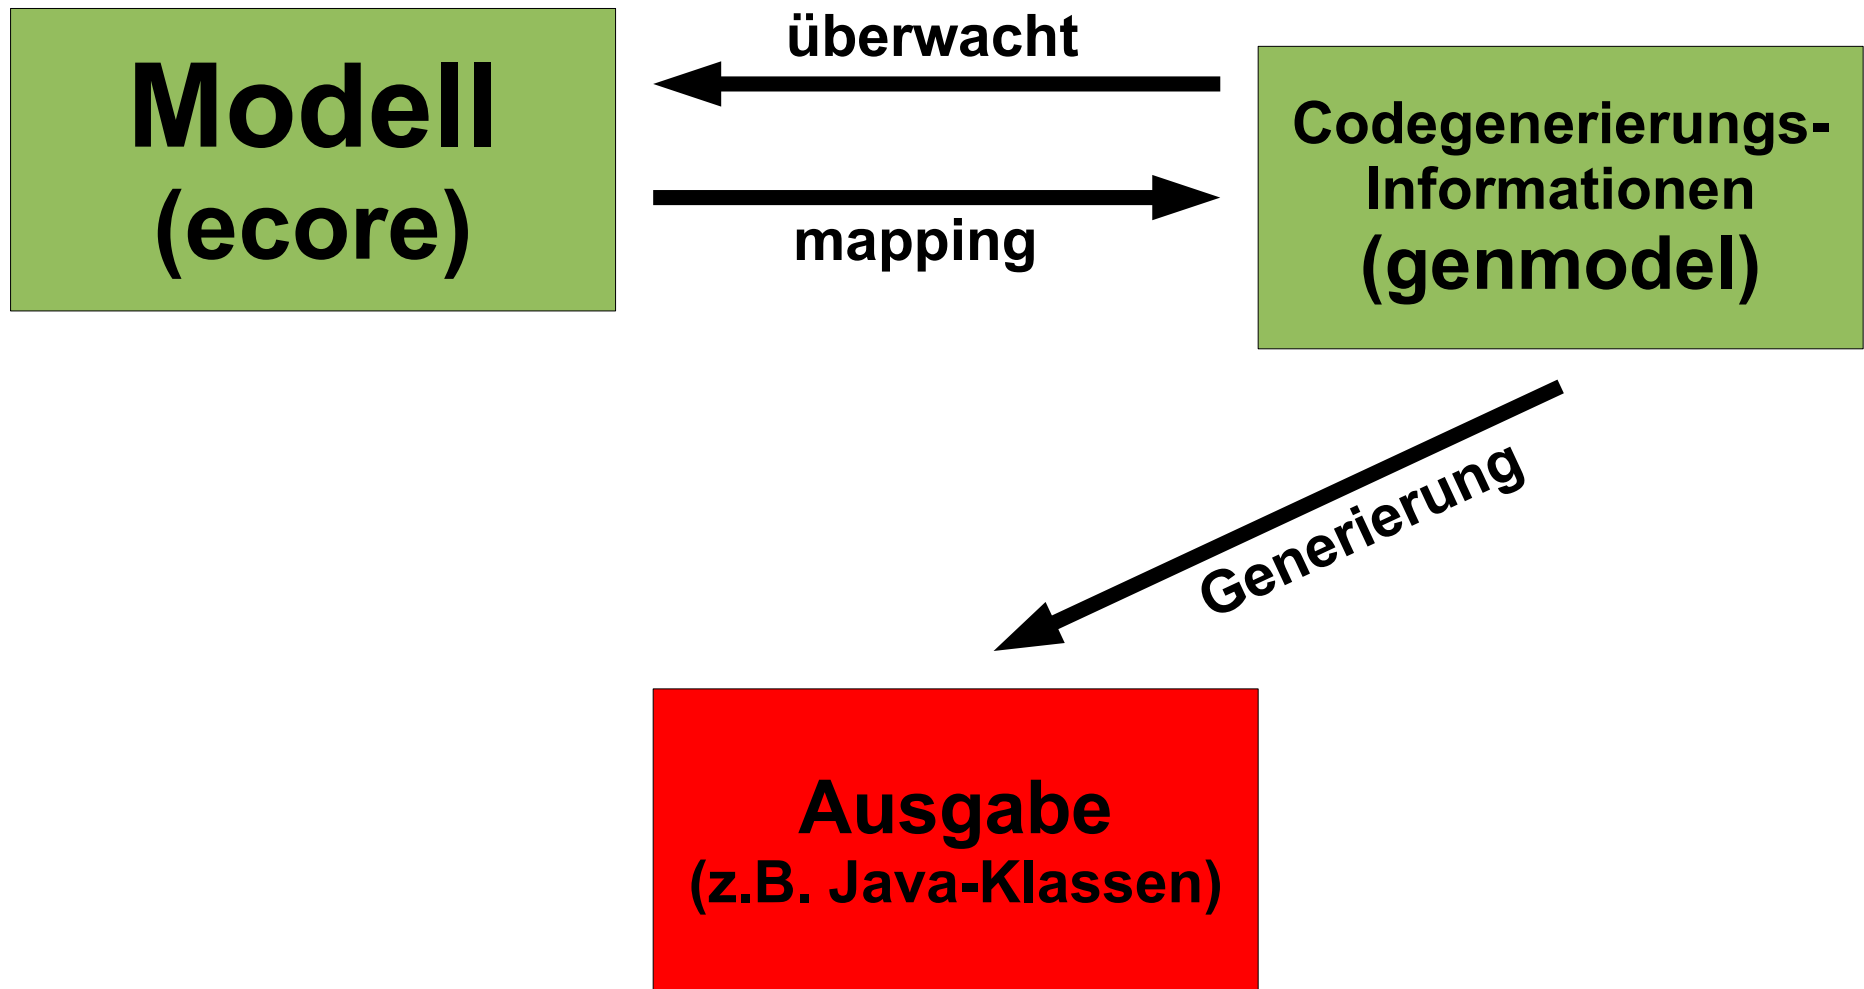 Modell
(ecore)
überwacht
mapping
Codegenerierungs-
Informationen
(genmodel)
Generierung
Ausgabe
(z.B. Java-Klassen)